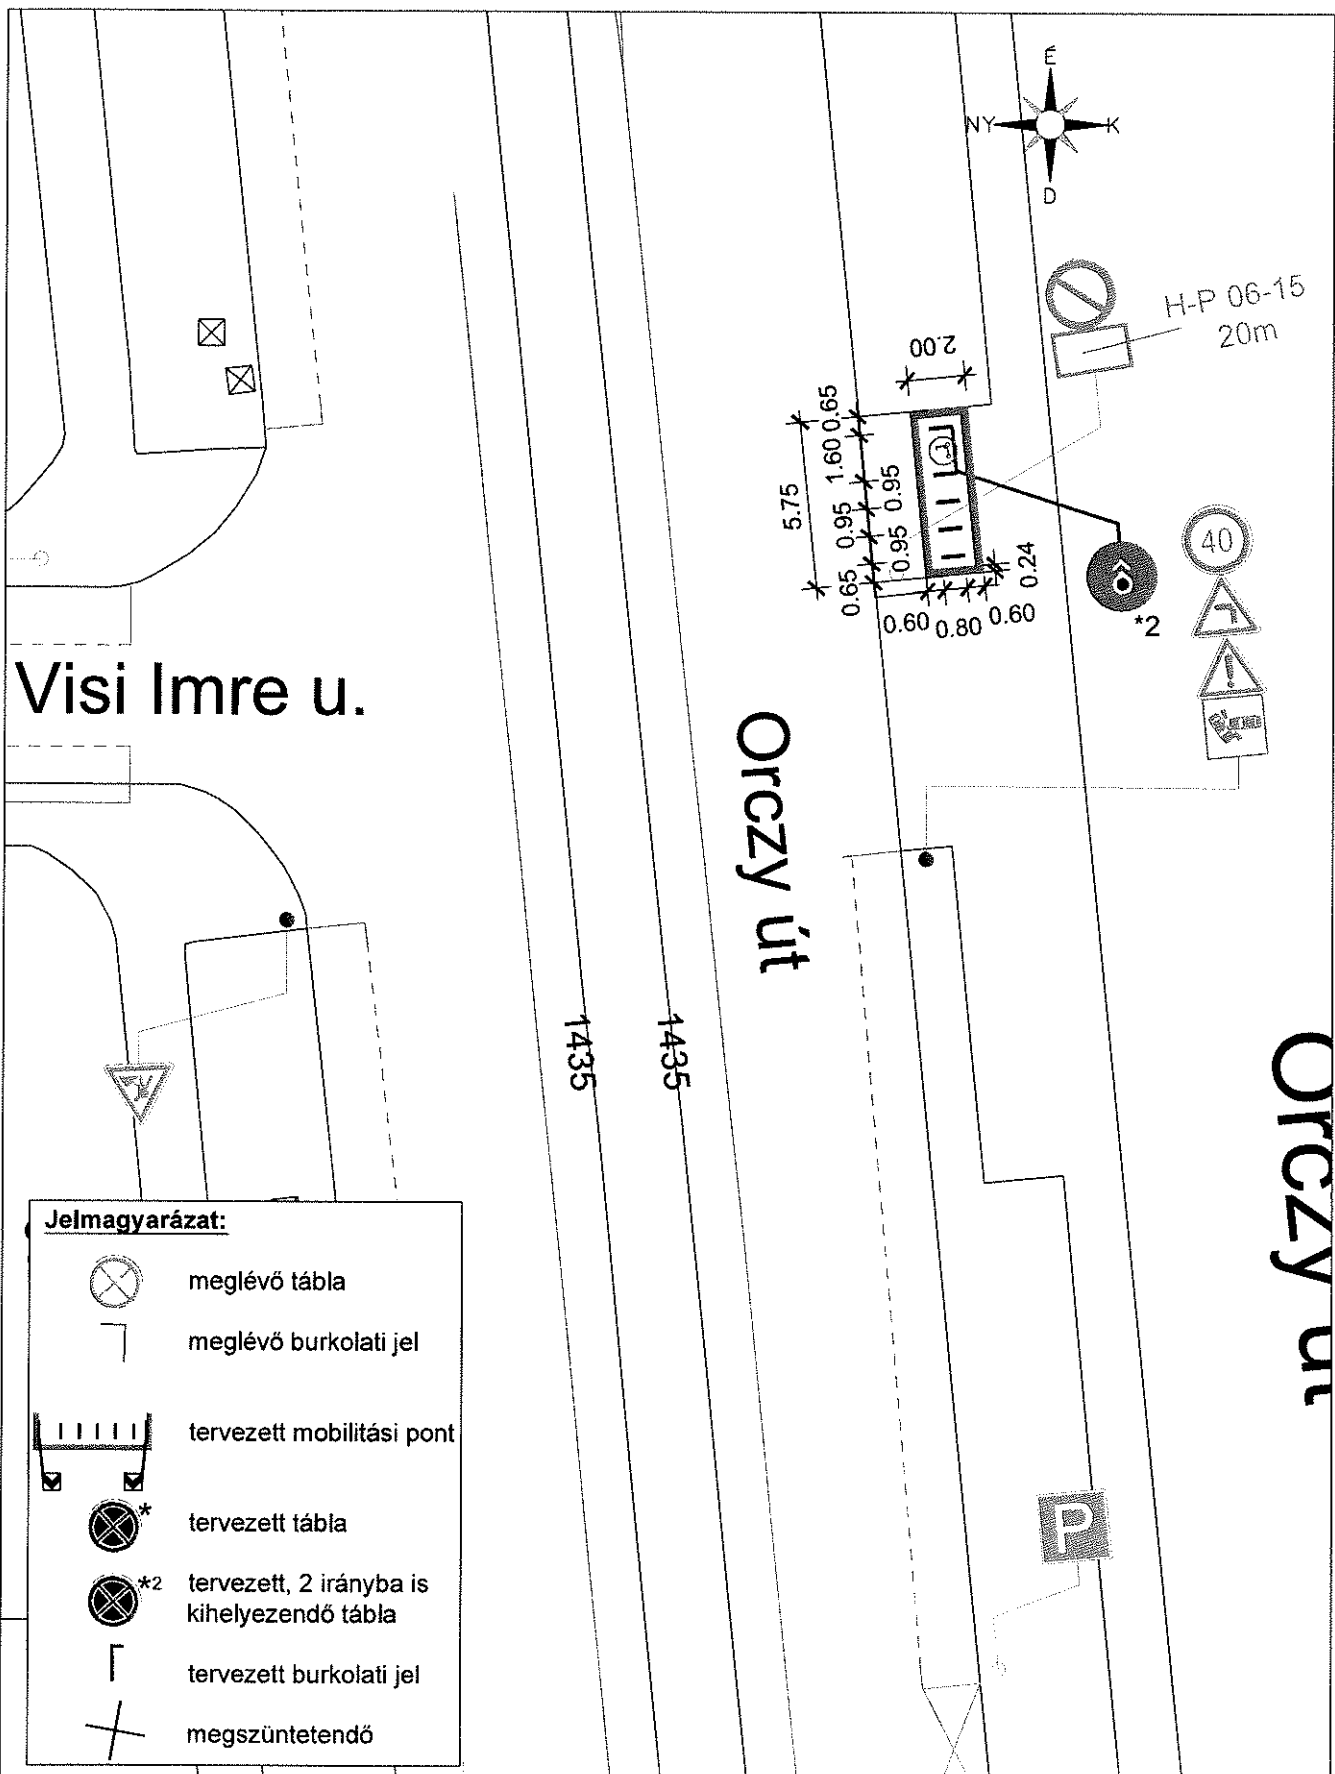 E
NY
K
D
H-P 06-15
20m
2.00
0.65
1.60
5.75
0.95
0.95
0.95
0.65
0.24
0.60
0.80
0.60
40
*2
Visi Imre u.
Orczy út
1435
1435
Orczy út
P
Jelmagyarázat:
meglévő tábla
meglévő burkolati jel
tervezett mobilitási pont
*
tervezett tábla
*2
tervezett, 2 irányba is
kihelyezendő tábla
tervezett burkolati jel
megszüntetendő